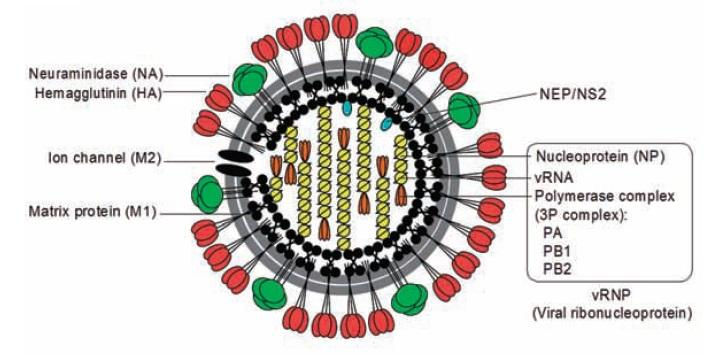 Neuraminidase (NA)
Hemagglutinin (HA)
Ion channel (M2)
Matrix protein (M1)
NEP/NS2
Nucleoprotein (NP)
vRNA
Polymerase complex
(3P complex):
PA
PB1
PB2
vRNP
(Viral ribonucleoprotein)